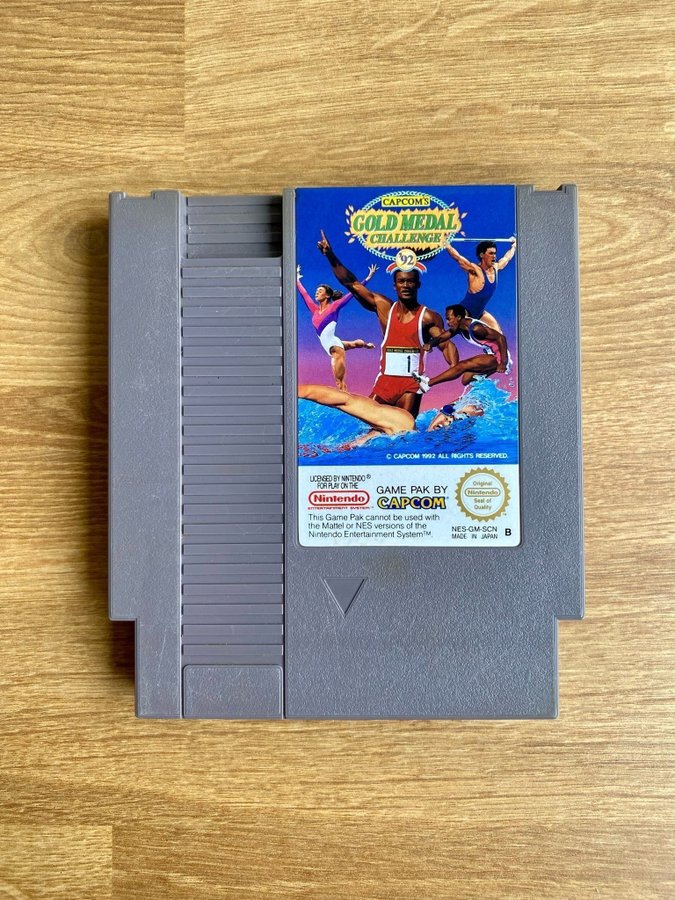 CAPCOM'S
GOLD MEDAL
CHALLENGE
'92
1
© CAPCOM 1992 ALL RIGHTS RESERVED.
LICENSED BY NINTENDO®
FOR PLAY ON THE
Nintendo
ENTERTAINMENT SYSTEM™
GAME PAK BY
CAPCOM
This Game Pak cannot be used with
the Mattel or NES versions of the
Nintendo Entertainment System™.
Original
Nintendo
Seal of
Quality
NES-GM-SCN
MADE IN JAPAN
B